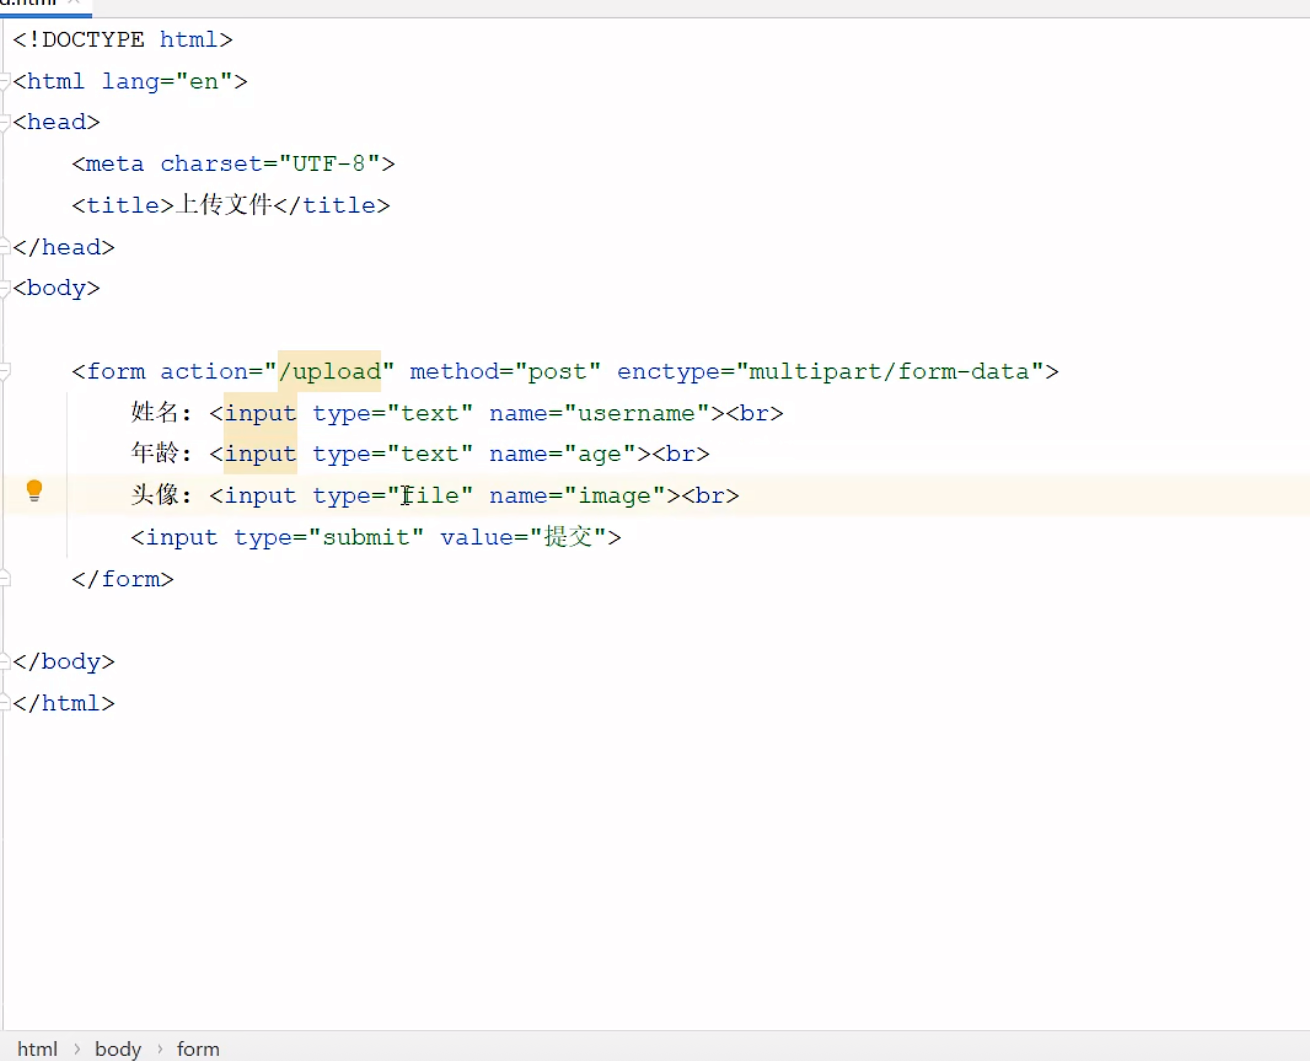 <!DOCTYPE html>
<html lang="en">
<head>
<meta charset="UTF-8">
<title>上传文件</title>
</head>
<body>
<form action="/upload" method="post" enctype="multipart/form-data">
姓名: <input type="text" name="username"><br>
年龄: <input type="text" name="age"><br>
头像: <input type="file" name="image"><br>
<input type="submit" value="提交">
</form>
</body>
</html>
html › body › form